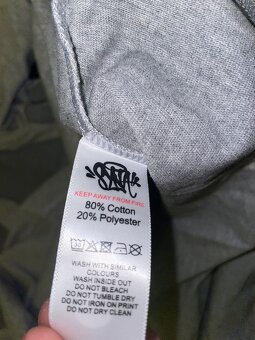 KEEP AWAY FROM FIRE
80% Cotton
20% Polyester
WASH WITH SIMILAR
COLOURS
WASH INSIDE OUT
DO NOT BLEACH
DO NOT TUMBLE DRY
DO NOT IRON ON PRINT
DO NOT DRY CLEAN